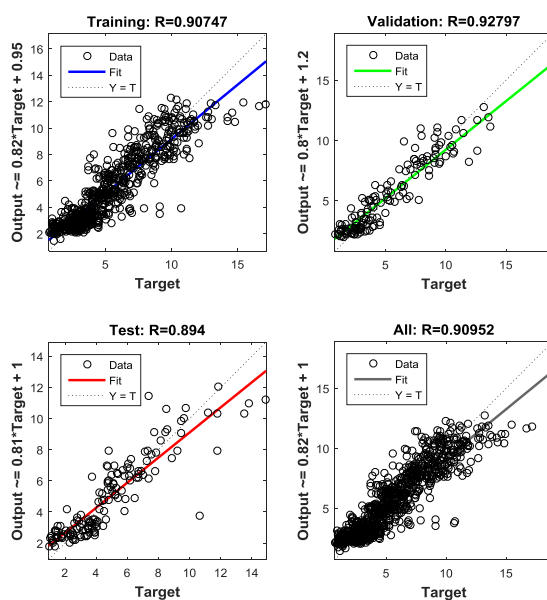 Training: R=0.90747
Output ~= 0.82*Target + 0.95
Data
Fit
Y = T
16
14
12
10
8
6
4
2
5
10
15
Target
Validation: R=0.92797
Output ~= 0.8*Target + 1.2
Data
Fit
Y = T
15
10
5
5
10
15
Target
Test: R=0.894
Output ~= 0.81*Target + 1
Data
Fit
Y = T
14
12
10
8
6
4
2
2
4
6
8
10
12
14
Target
All: R=0.90952
Output ~= 0.82*Target + 1
Data
Fit
Y = T
15
10
5
5
10
15
Target